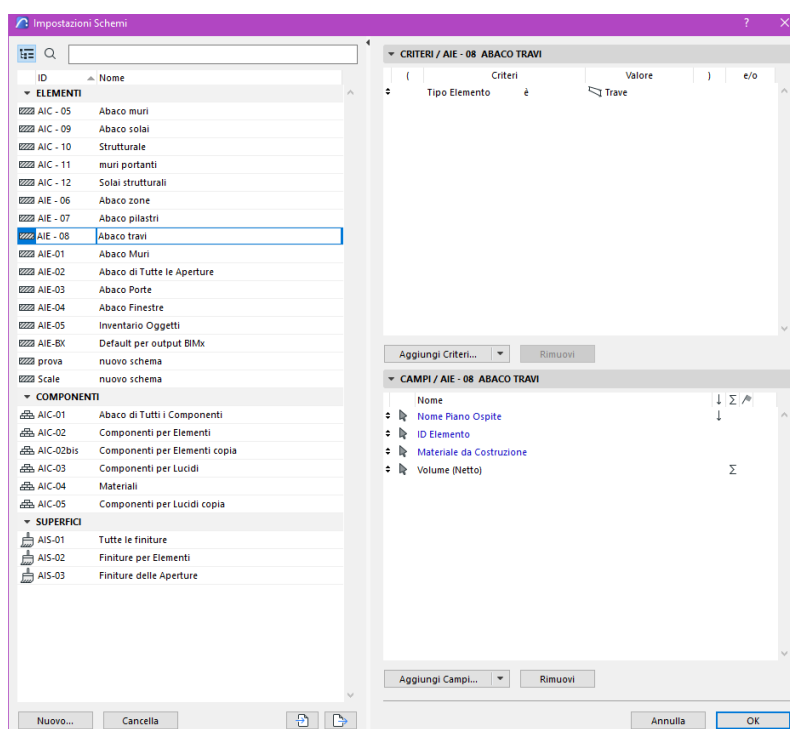 Impostazioni Schemi ?
ID Nome
ELEMENTI
AIC - 05 Abaco muri
AIC - 09 Abaco solai
AIC - 10 Strutturale
AIC - 11 muri portanti
AIC - 12 Solai strutturali
AIE - 06 Abaco zone
AIE - 07 Abaco pilastri
AIE - 08 Abaco travi
AIE-01 Abaco Muri
AIE-02 Abaco di Tutte le Aperture
AIE-03 Abaco Porte
AIE-04 Abaco Finestre
AIE-05 Inventario Oggetti
AIE-BX Default per output BIMx
prova nuovo schema
Scale nuovo schema
COMPONENTI
AIC-01 Abaco di Tutti i Componenti
AIC-02 Componenti per Elementi
AIC-02bis Componenti per Elementi copia
AIC-03 Componenti per Lucidi
AIC-04 Materiali
AIC-05 Componenti per Lucidi copia
SUPERFICI
AIS-01 Tutte le finiture
AIS-02 Finiture per Elementi
AIS-03 Finiture delle Aperture
Nuovo... Cancella
CRITERI / AIE - 08 ABACO TRAVI
( Criteri Valore ) e/o
Tipo Elemento è Trave
Aggiungi Criteri... Rimuovi
CAMPI / AIE - 08 ABACO TRAVI
Nome ↓ Σ
Nome Piano Ospite ↓
ID Elemento
Materiale da Costruzione
Volume (Netto) Σ
Aggiungi Campi... Rimuovi
Annulla OK